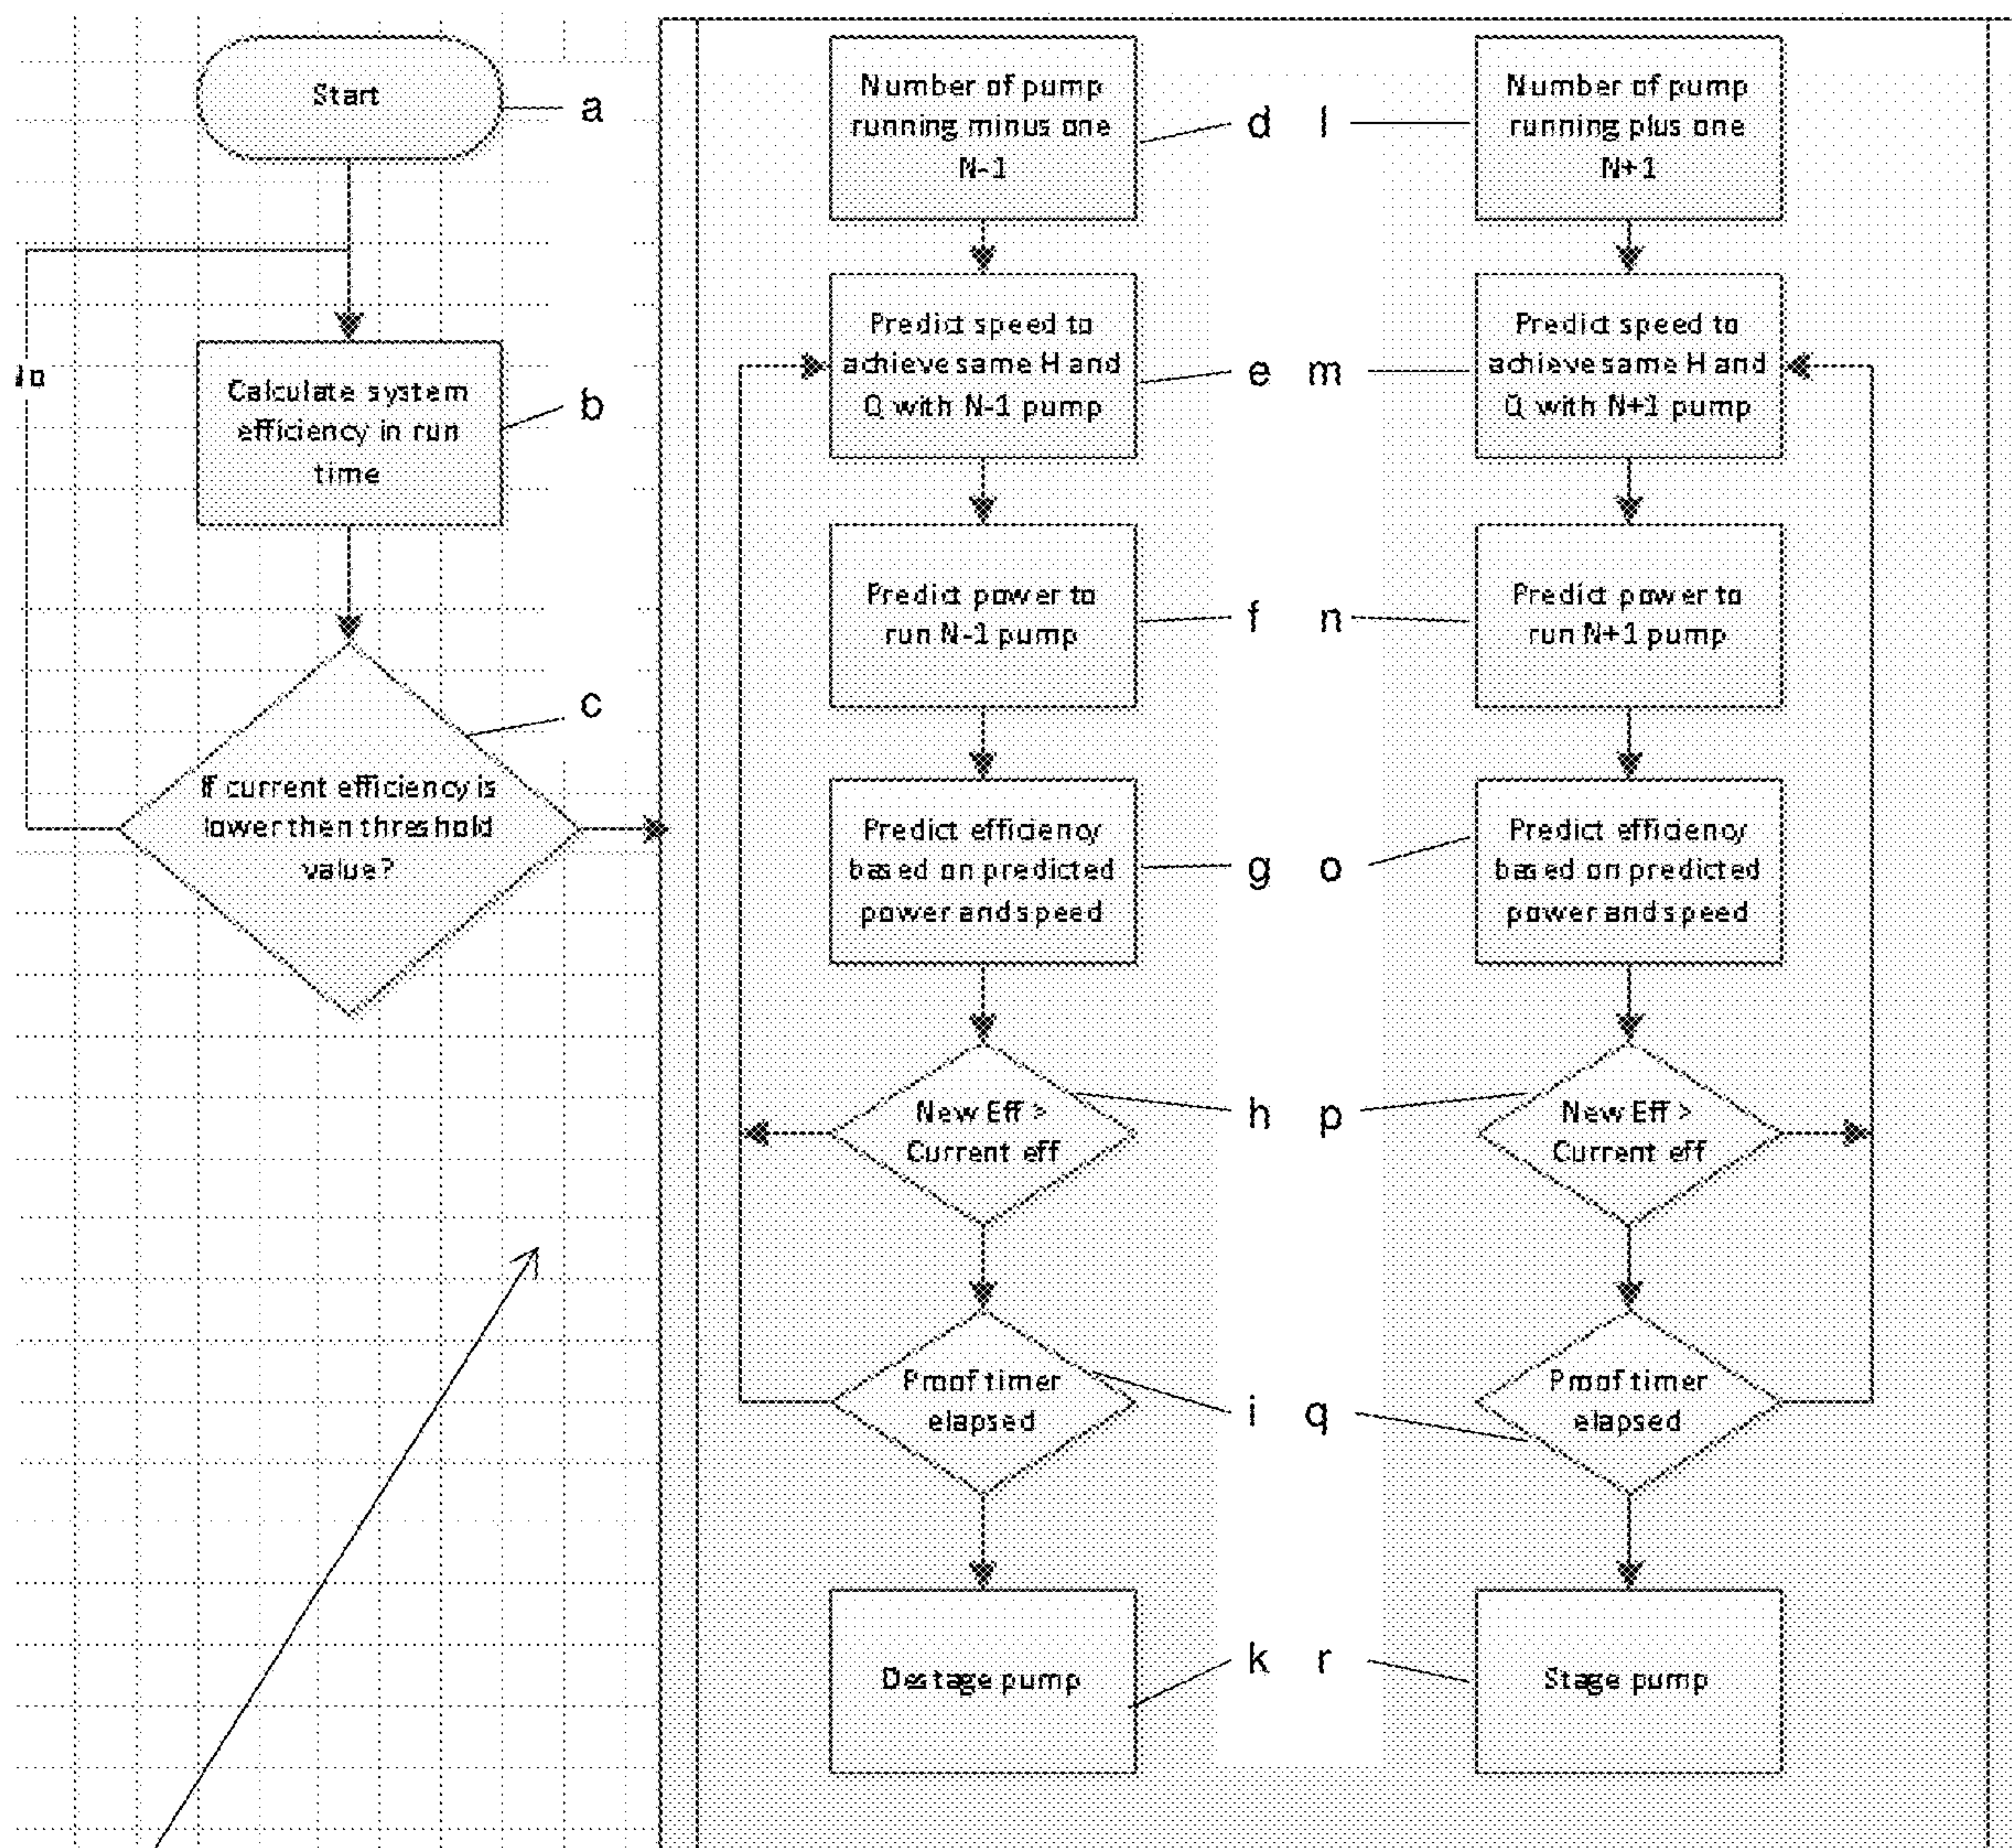 Start
a
Calculate system
efficiency in run
time
b
c
If current efficiency is
lower then threshold
value?
Number of pump
running minus one
N-1
d
Predict speed to
achieve same H and
Q with N-1 pump
e
Predict power to
run N-1 pump
f
Predict efficiency
based on predicted
power and speed
g
New Eff >
Current eff
h
Proof timer
elapsed
i
Destage pump
k
l
Number of pump
running plus one
N+1
m
Predict speed to
achieve same H and
Q with N+1 pump
n
Predict power to
run N+1 pump
o
Predict efficiency
based on predicted
power and speed
p
New Eff >
Current eff
q
Proof timer
elapsed
r
Stage pump